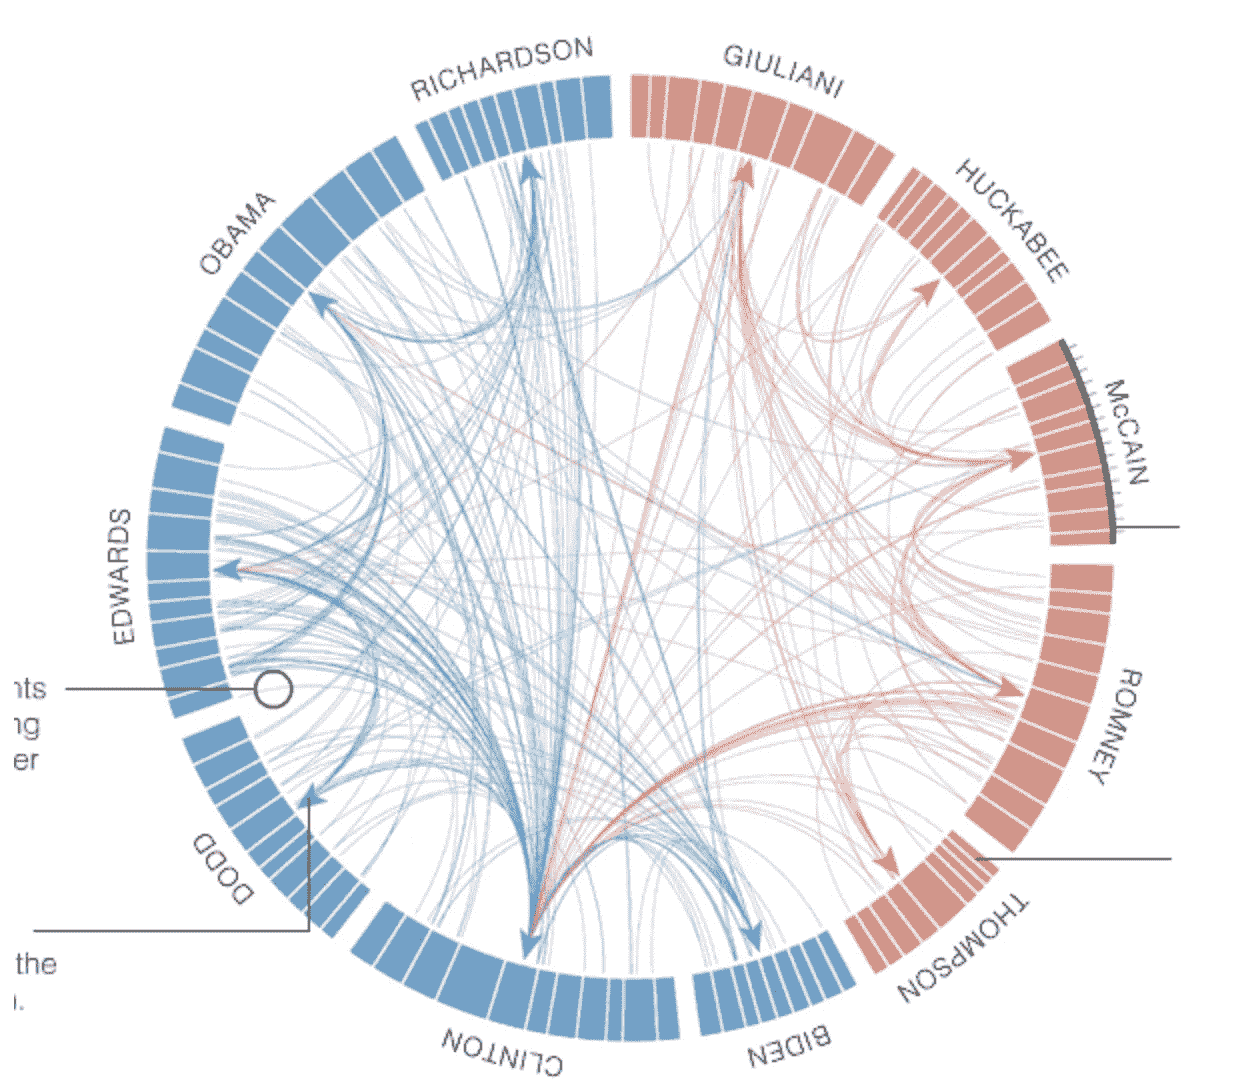 RICHARDSON
GIULIANI
HUCKABEE
OBAMA
McCAIN
EDWARDS
ROMNEY
DODD
THOMPSON
CLINTON
BIDEN
nts
ng
er
the